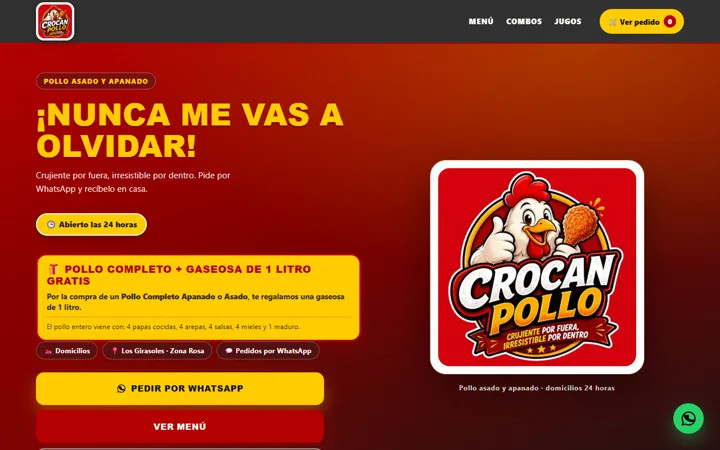 CROCAN
POLLO
MENÚ
COMBOS
JUGOS
🛒 Ver pedido 0
POLLO ASADO Y APANADO
¡NUNCA ME VAS A
OLVIDAR!
Crujiente por fuera, irresistible por dentro. Pide por
WhatsApp y recíbelo en casa.
🕒 Abierto las 24 horas
🎁 POLLO COMPLETO + GASEOSA DE 1 LITRO
GRATIS
Por la compra de un Pollo Completo Apanado o Asado, te regalamos una gaseosa
de 1 litro.
El pollo entero viene con: 4 papas cocidas, 4 arepas, 4 salsas, 4 mieles y 1 maduro.
🛵 Domicilios
📍 Los Girasoles · Zona Rosa
💬 Pedidos por WhatsApp
PEDIR POR WHATSAPP
VER MENÚ
CROCAN
POLLO
CRUJIENTE POR FUERA,
IRRESISTIBLE POR DENTRO
Pollo asado y apanado · domicilios 24 horas